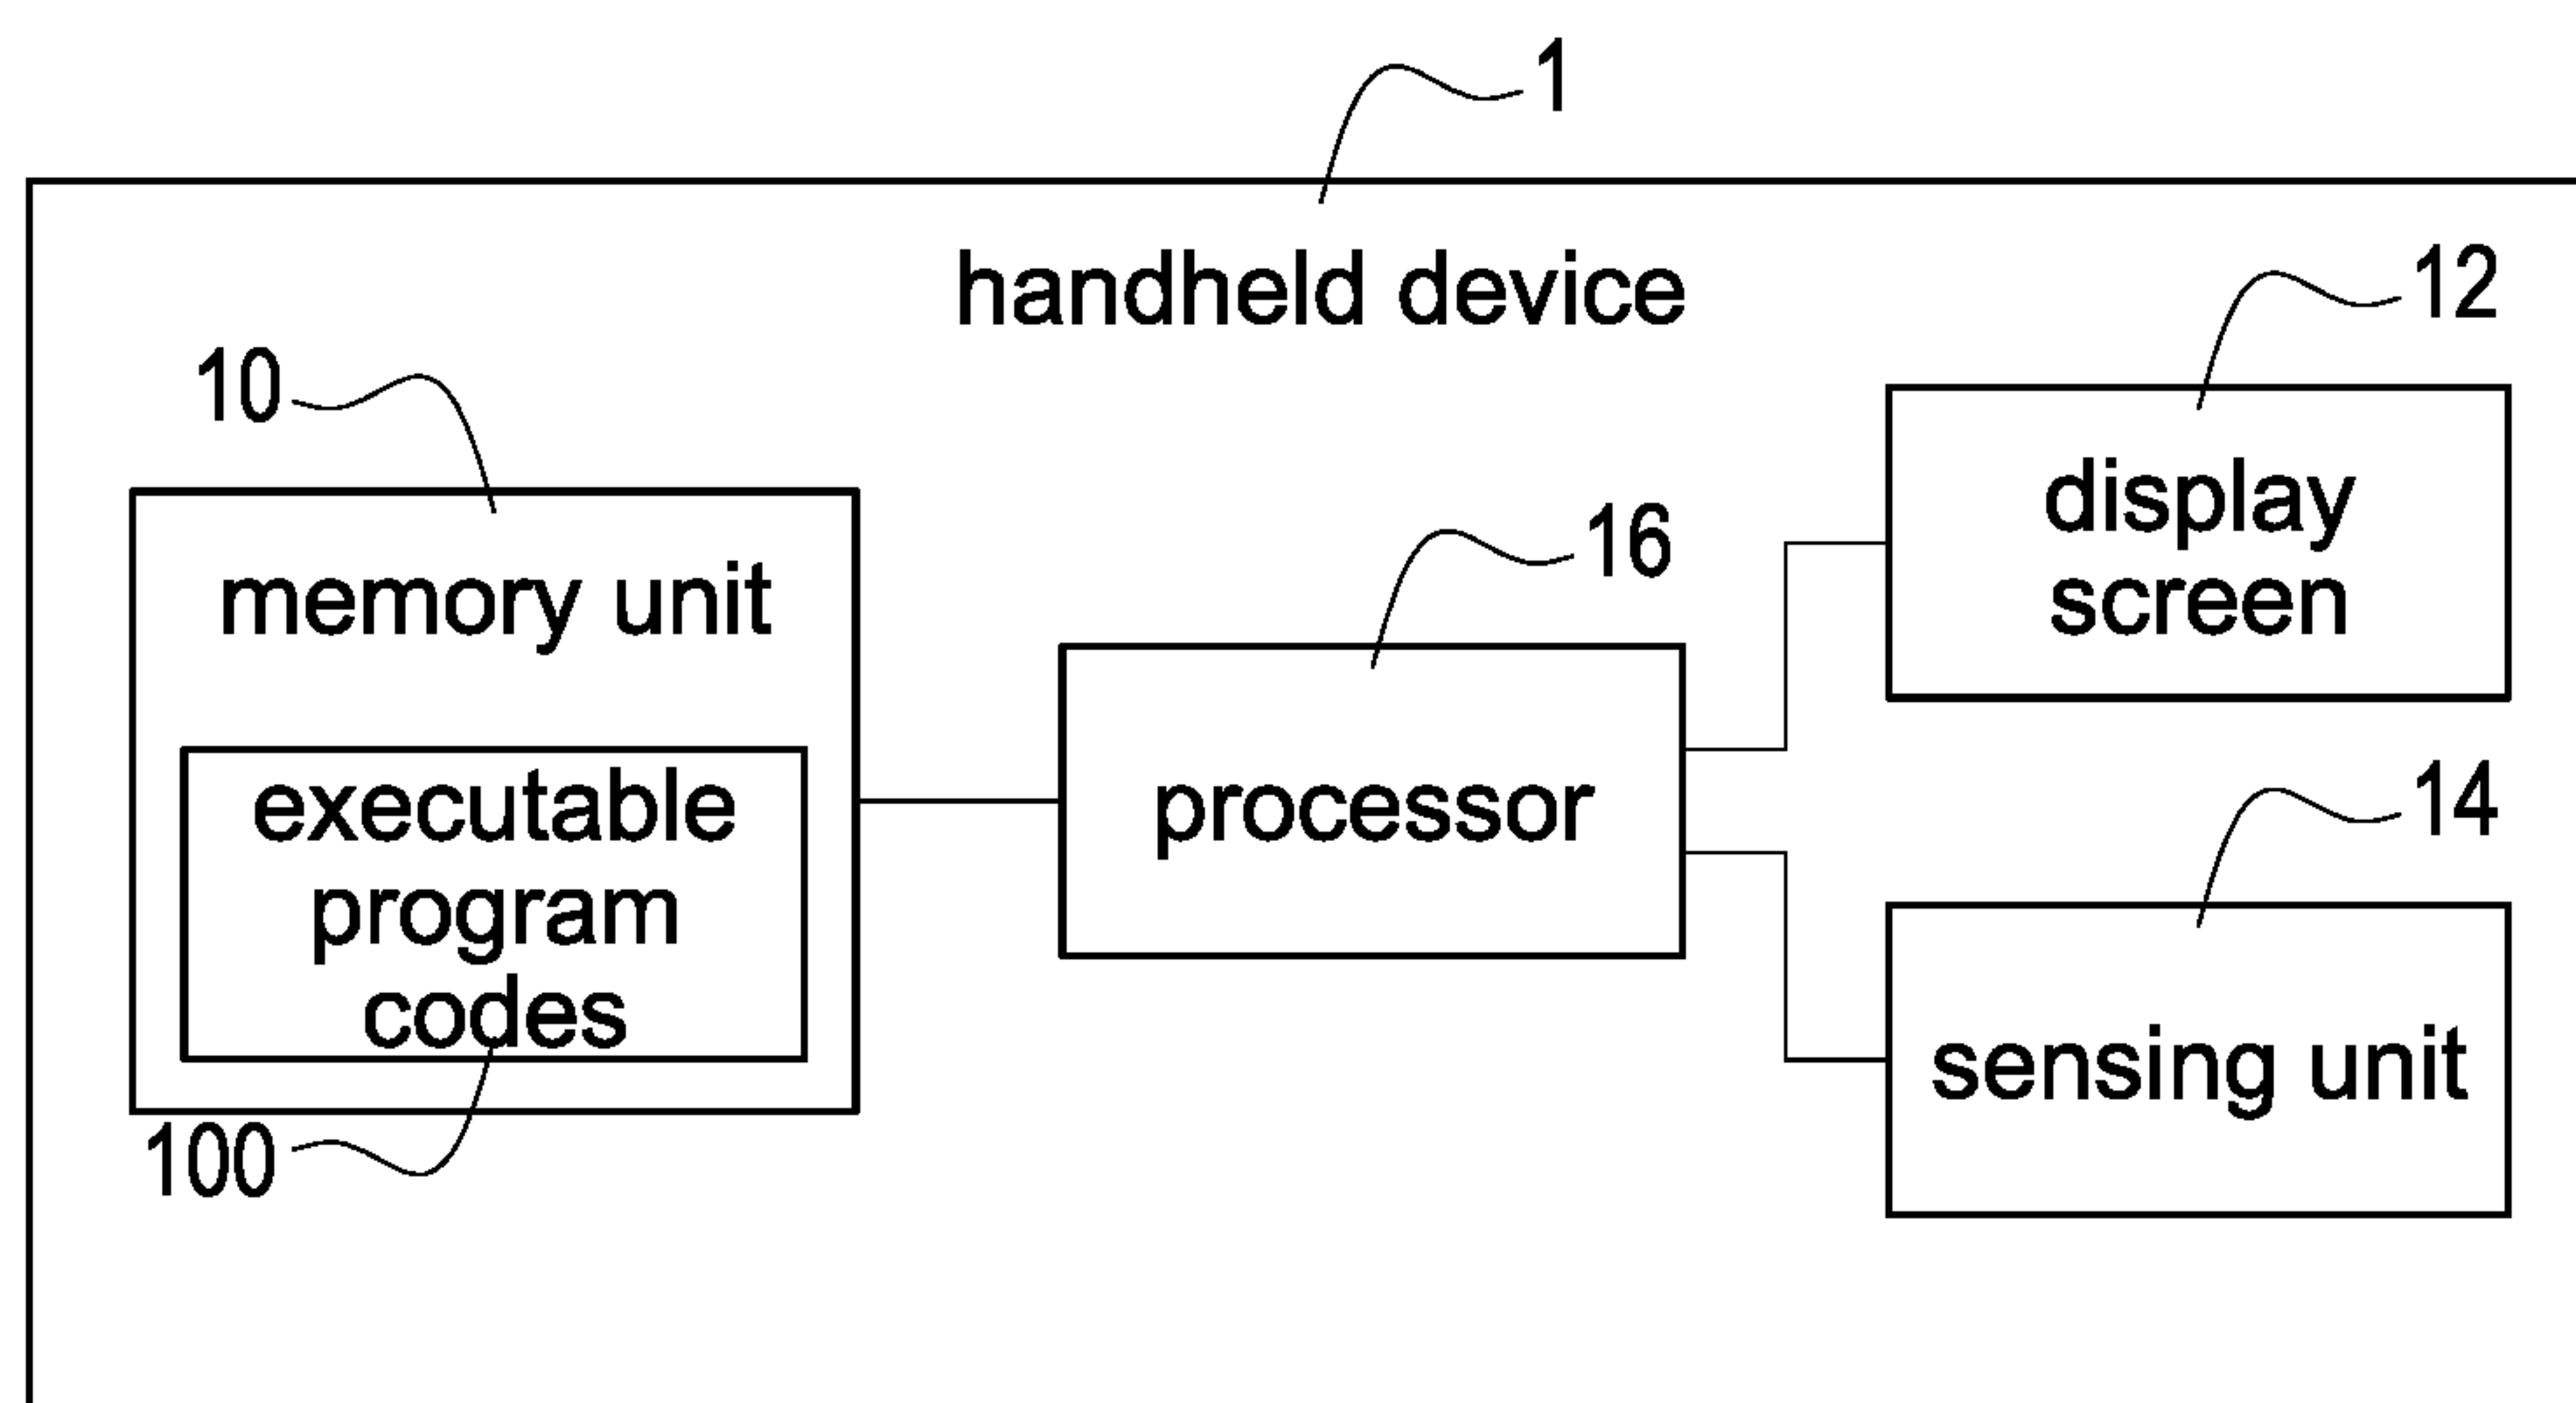 1
handheld device
12
10
display
screen
16
memory unit
processor
executable
program
codes
14
sensing unit
100